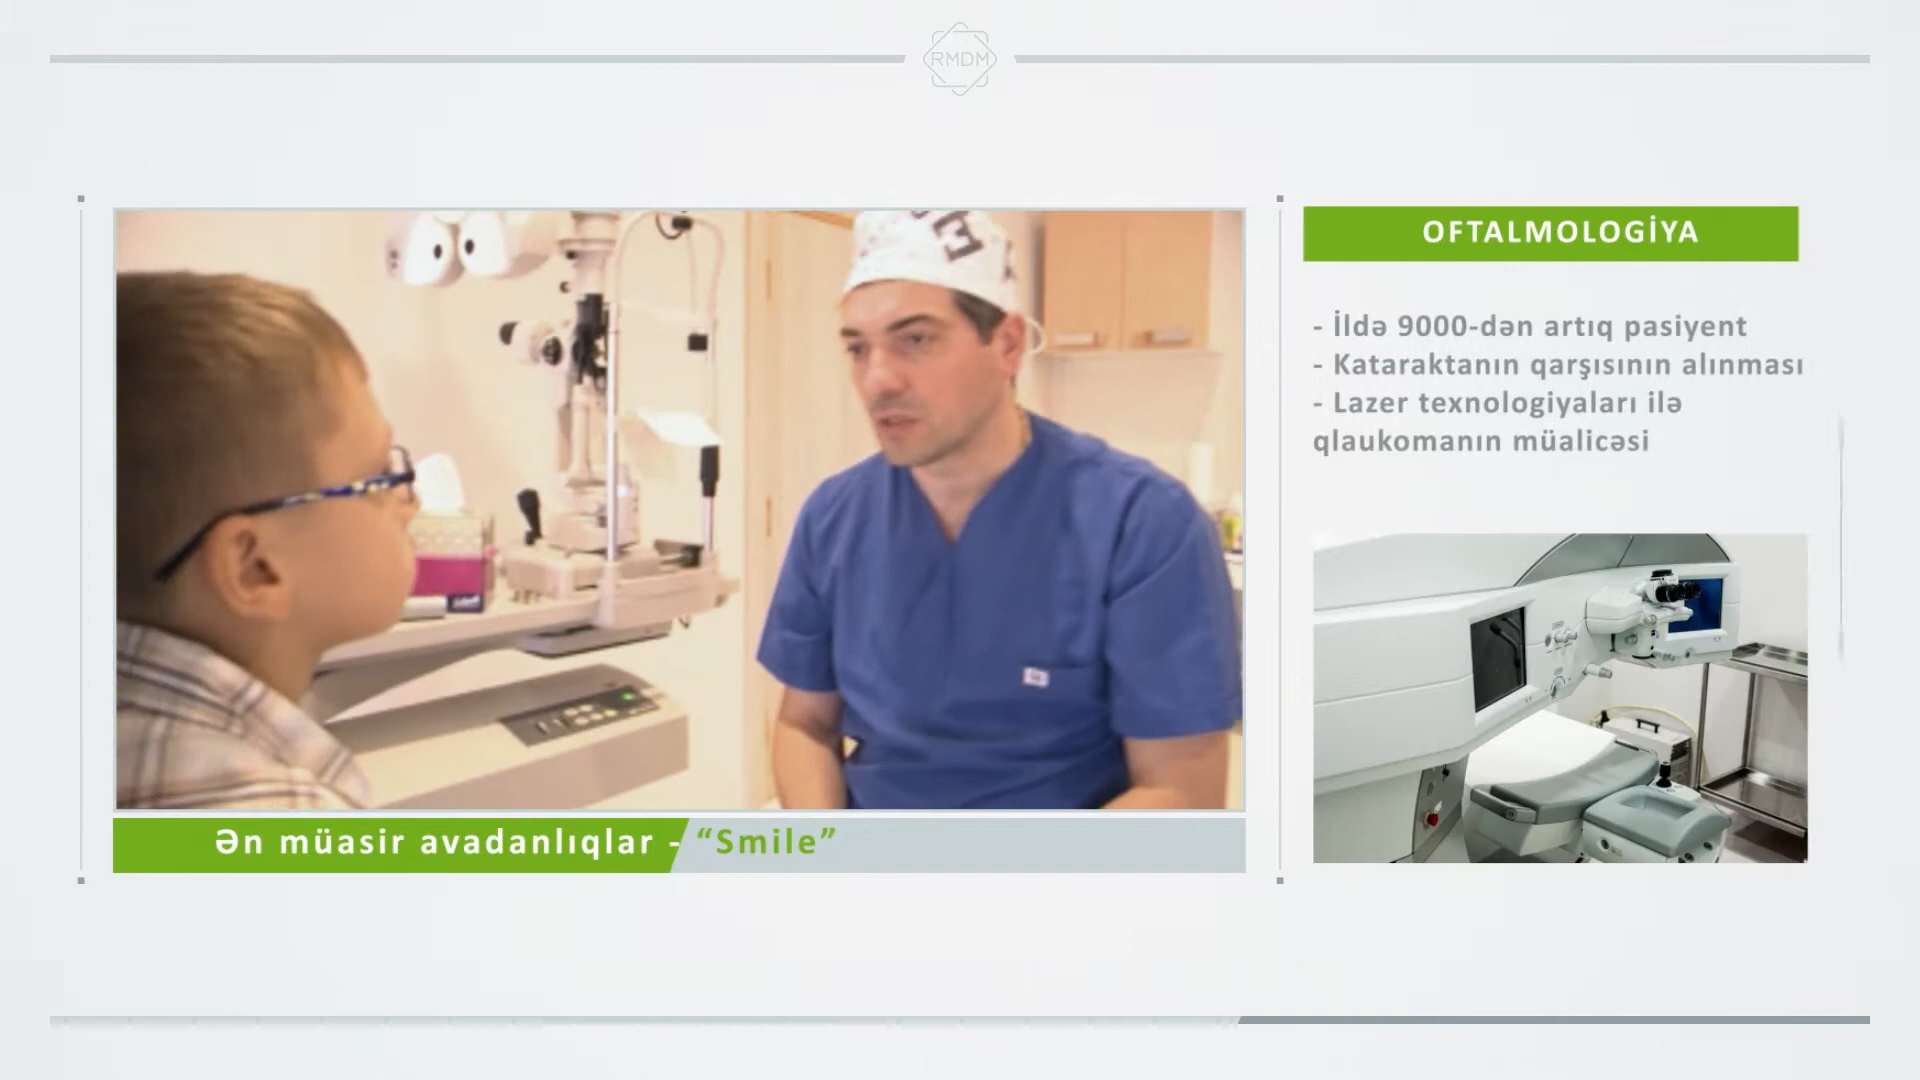 RMDM
OFTALMOLOGİYA
- İldə 9000-dən artıq pasiyent
- Kataraktanın qarşısının alınması
- Lazer texnologiyaları ilə
qlaukomanın müalicəsi
Ən müasir avadanlıqlar - “Smile”